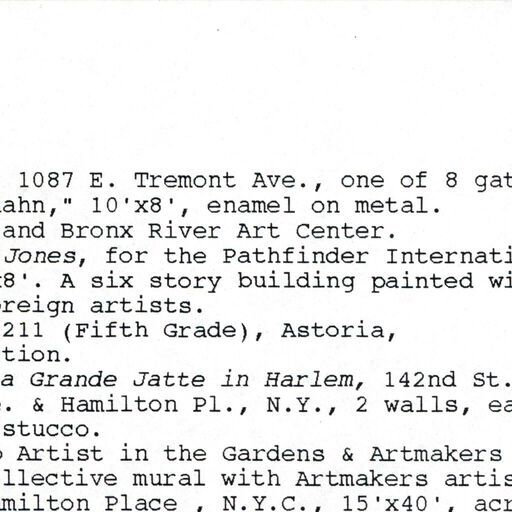 1087 E. Tremont Ave., one of 8 gat
ahn," 10'x8', enamel on metal.
and Bronx River Art Center.
Jones, for the Pathfinder Internati
8'. A six story building painted wi
reign artists.
211 (Fifth Grade), Astoria,
tion.
a Grande Jatte in Harlem, 142nd St.
. & Hamilton Pl., N.Y., 2 walls, ea
stucco.
Artist in the Gardens & Artmakers
llective mural with Artmakers artis
milton Place , N.Y.C., 15'x40', acr